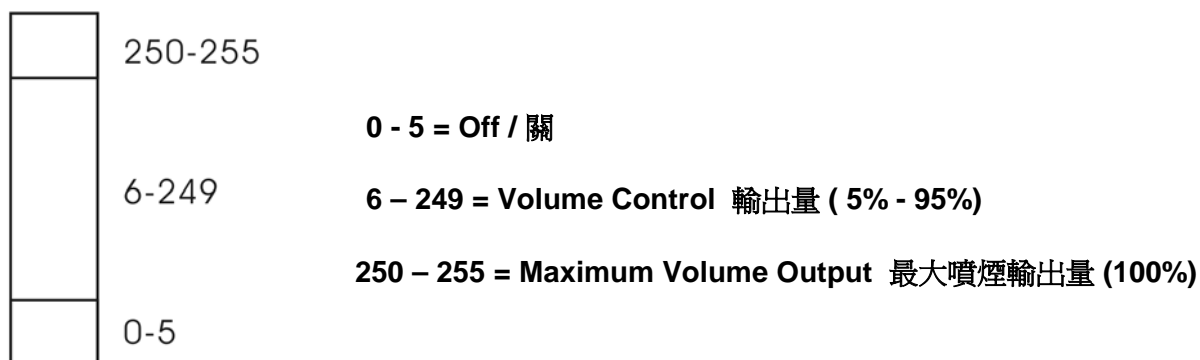 250-255
0 - 5 = Off / 關
6-249
6 – 249 = Volume Control 輸出量 ( 5% - 95%)
250 – 255 = Maximum Volume Output 最大噴煙輸出量 (100%)
0-5